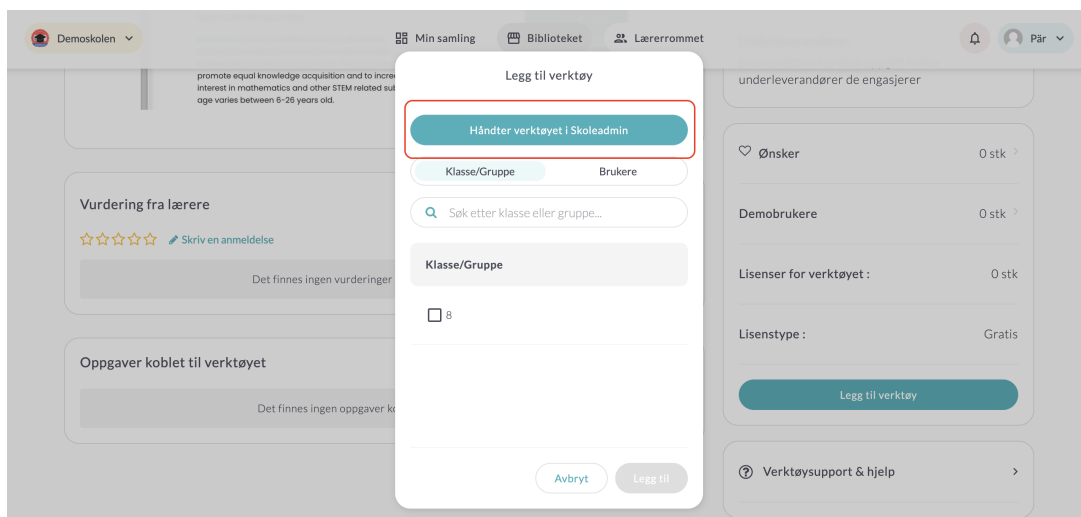 Demoskolen
Min samling
Biblioteket
Lærerrommet
Pär
promote equal knowledge acquisition and to incre
interest in mathematics and other STEM related sub
age varies between 6-26 years old.
Vurdering fra lærere
Skriv en anmeldelse
Det finnes ingen vurderinger
Oppgaver koblet til verktøyet
Det finnes ingen oppgaver ko
Legg til verktøy
Håndter verktøyet i Skoleadmin
Klasse/Gruppe
Brukere
Søk etter klasse eller gruppe...
Klasse/Gruppe
8
Avbryt
Legg til
underleverandører de engasjerer
Ønsker
0 stk
Demobrukere
0 stk
Lisenser for verktøyet :
0 stk
Lisenstype :
Gratis
Legg til verktøy
Verktøysupport & hjelp